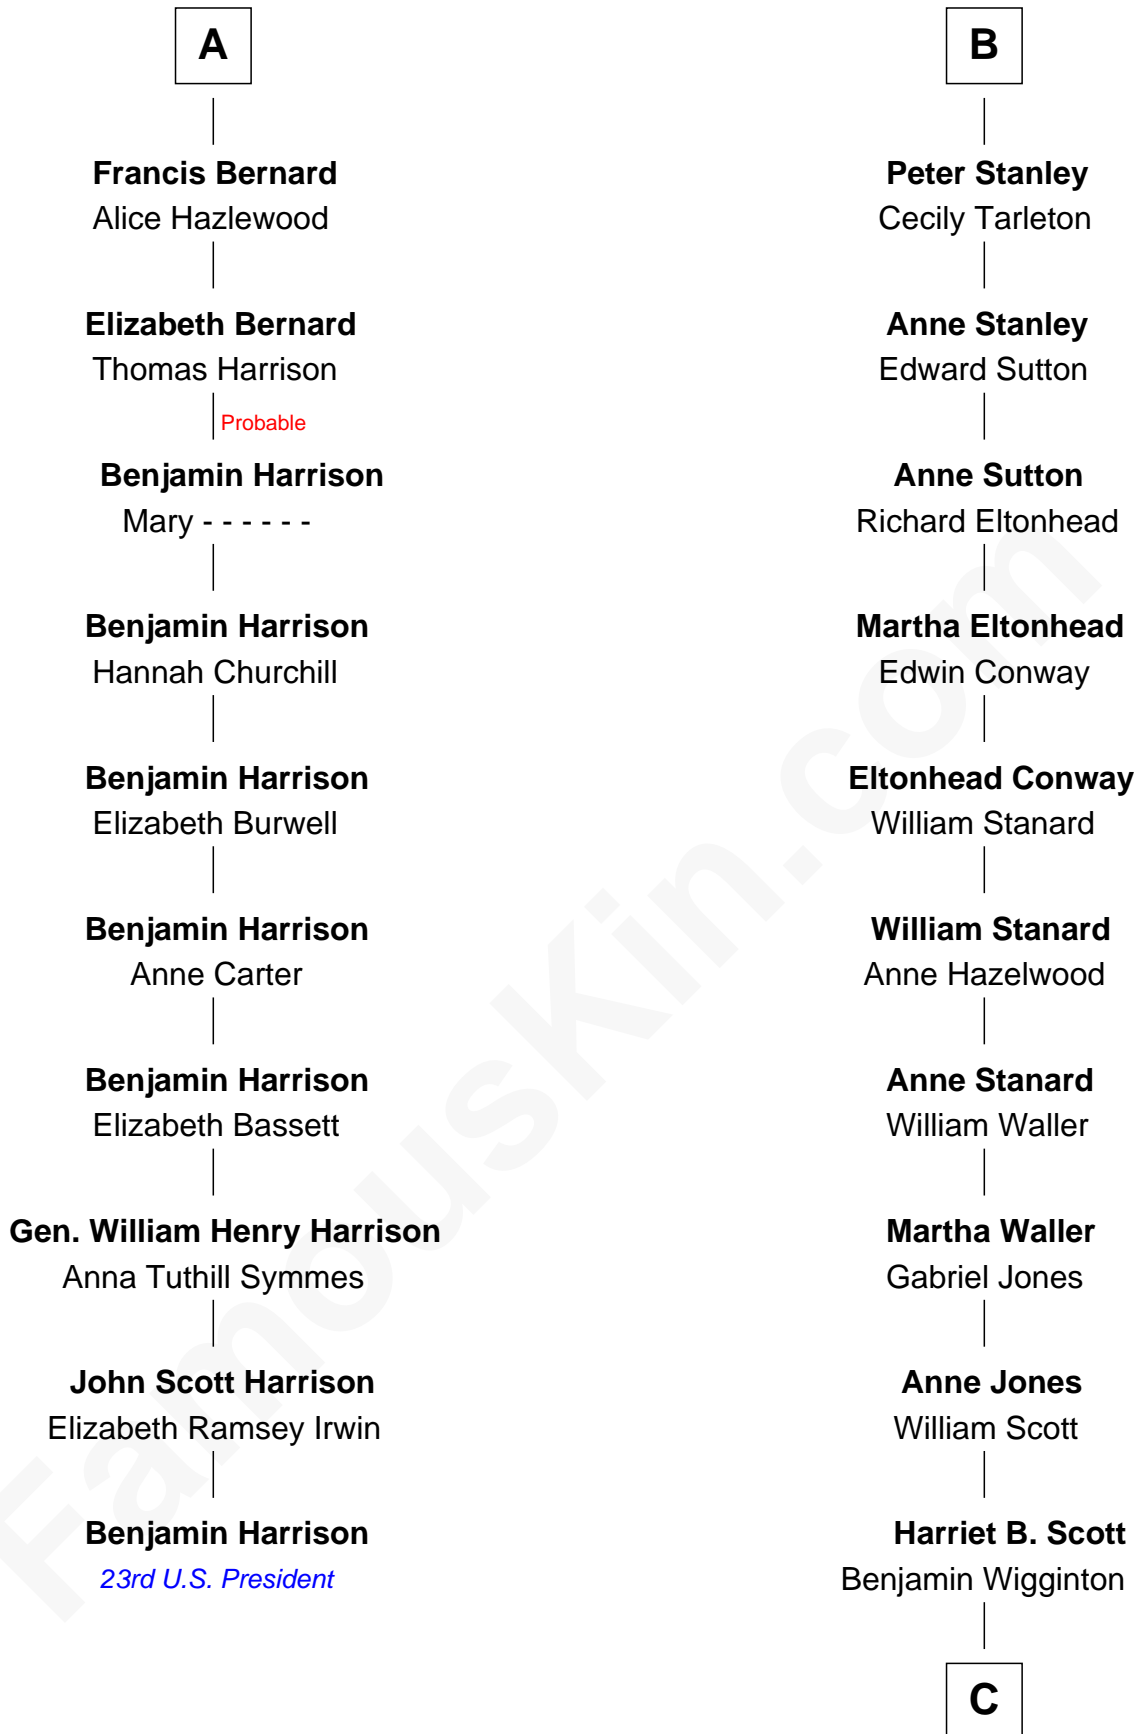 A
Francis Bernard
Alice Hazlewood
Elizabeth Bernard
Thomas Harrison
Probable
Benjamin Harrison
Mary - - - - - -
Benjamin Harrison
Hannah Churchill
Benjamin Harrison
Elizabeth Burwell
Benjamin Harrison
Anne Carter
Benjamin Harrison
Elizabeth Bassett
Gen. William Henry Harrison
Anna Tuthill Symmes
John Scott Harrison
Elizabeth Ramsey Irwin
Benjamin Harrison
23rd U.S. President
B
Peter Stanley
Cecily Tarleton
Anne Stanley
Edward Sutton
Anne Sutton
Richard Eltonhead
Martha Eltonhead
Edwin Conway
Eltonhead Conway
William Stanard
William Stanard
Anne Hazelwood
Anne Stanard
William Waller
Martha Waller
Gabriel Jones
Anne Jones
William Scott
Harriet B. Scott
Benjamin Wigginton
C
FamousKin.com